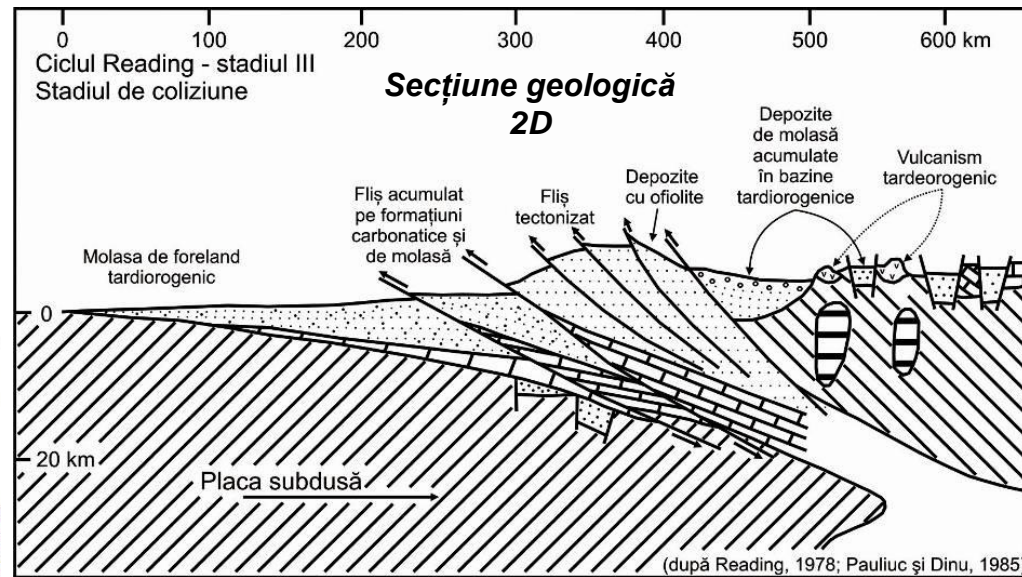 0 100 200 300 400 500 600 km
Ciclul Reading - stadiul III
Stadiul de coliziune
Secțiune geologică
2D
Depozite
de molasă
acumulate
în bazine
tardiorogenice
Vulcanism
tardeorogenic
Depozite
cu ofiolite
Fliș
tectonizat
Fliș acumulat
pe formațiuni
carbonatice și
de molasă
Molasa de foreland
tardiorogenic
0
20 km
Placa subdusă
(după Reading, 1978; Pauliuc și Dinu, 1985)